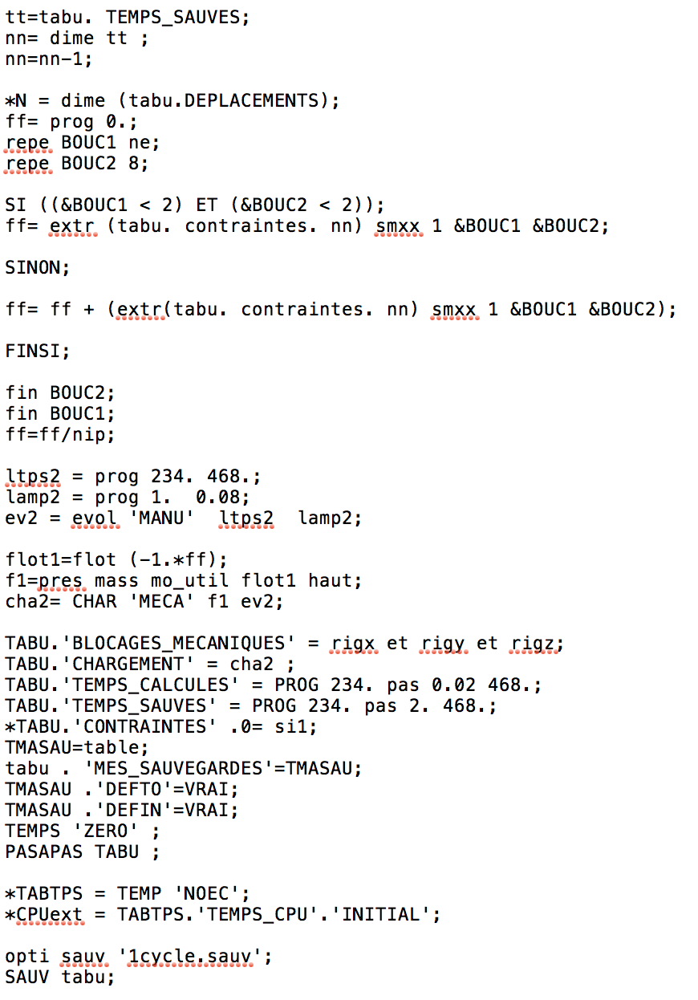 tt=tabu. TEMPS_SAUVES;
nn= dime tt ;
nn=nn-1;
*N = dime (tabu.DEPLACEMENTS);
ff= prog 0.;
repe BOUC1 ne;
repe BOUC2 8;
SI ((&BOUC1 < 2) ET (&BOUC2 < 2));
ff= extr (tabu. contraintes. nn) smxx 1 &BOUC1 &BOUC2;
SINON;
ff= ff + (extr(tabu. contraintes. nn) smxx 1 &BOUC1 &BOUC2);
FINSI;
fin BOUC2;
fin BOUC1;
ff=ff/nip;
ltps2 = prog 234. 468.;
lamp2 = prog 1.  0.08;
ev2 = evol 'MANU'  ltps2  lamp2;
flot1=flot (-1.*ff);
f1=pres mass mo_util flot1 haut;
cha2= CHAR 'MECA' f1 ev2;
TABU.'BLOCAGES_MECANIQUES' = rigx et rigy et rigz;
TABU.'CHARGEMENT' = cha2 ;
TABU.'TEMPS_CALCULES' = PROG 234. pas 0.02 468.;
TABU.'TEMPS_SAUVES' = PROG 234. pas 2. 468.;
*TABU.'CONTRAINTES' .0= si1;
TMASAU=table;
tabu . 'MES_SAUVEGARDES'=TMASAU;
TMASAU .'DEFTO'=VRAI;
TMASAU .'DEFIN'=VRAI;
TEMPS 'ZERO' ;
PASAPAS TABU ;
*TABTPS = TEMP 'NOEC';
*CPUext = TABTPS.'TEMPS_CPU'.'INITIAL';
opti sauv '1cycle.sauv';
SAUV tabu;